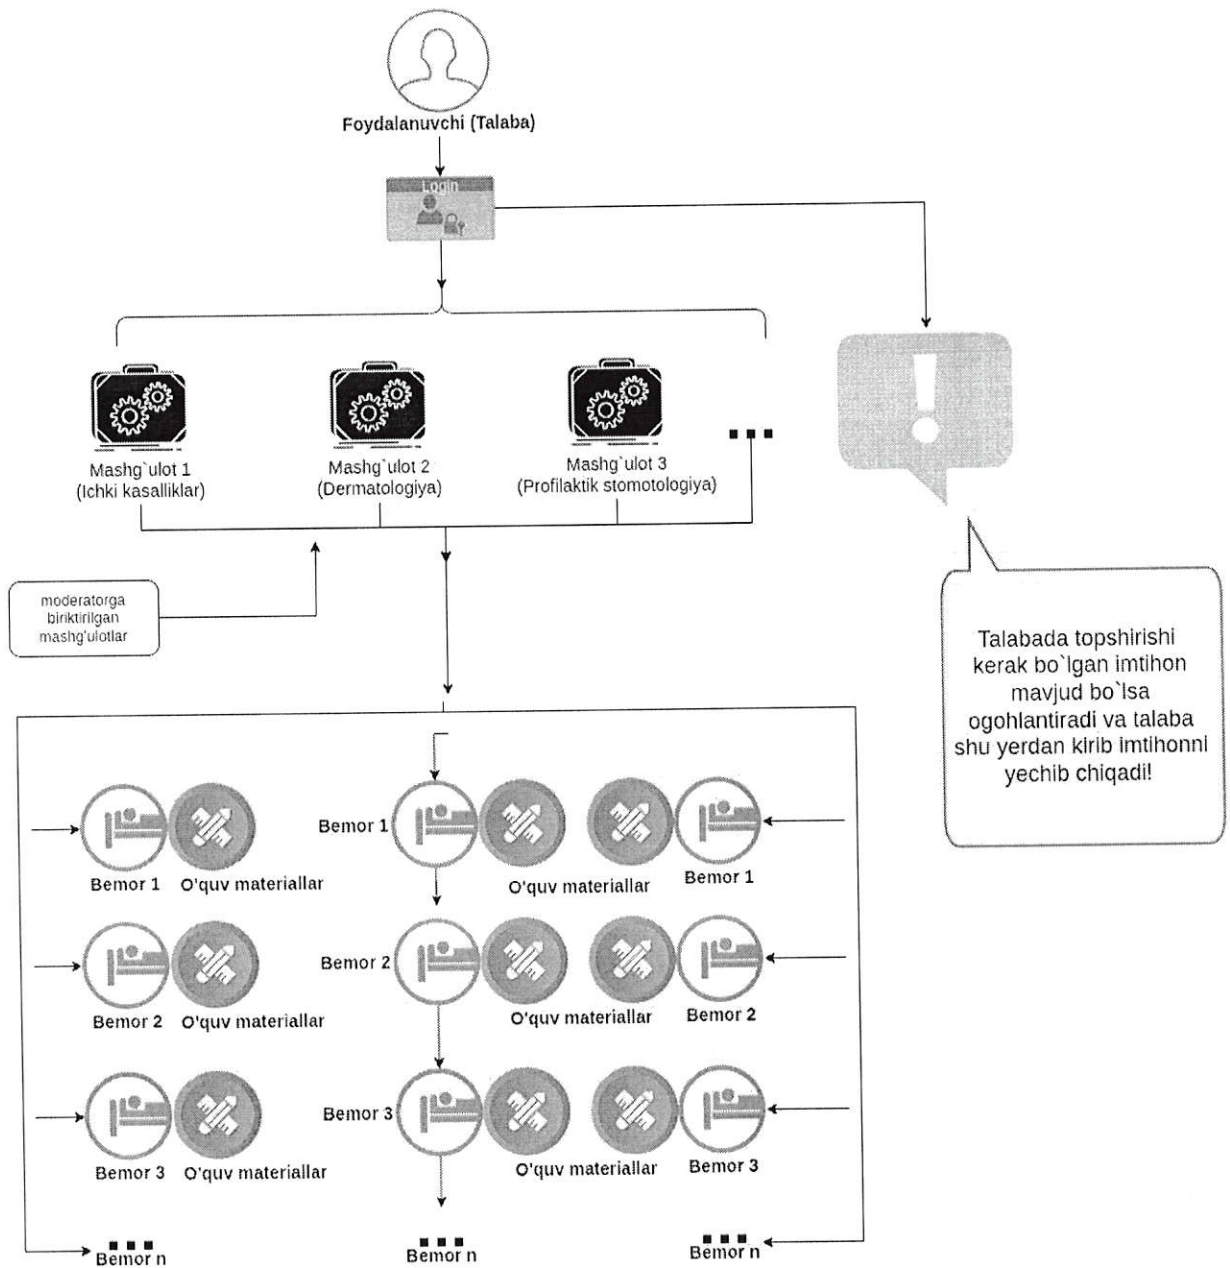 Foydalanuvchi (Talaba)
Login
Mashg`ulot 1
(Ichki kasalliklar)
Mashg`ulot 2
(Dermatologiya)
Mashg`ulot 3
(Profilaktik stomotologiya)
moderatorga
biriktirilgan
mashg`ulotlar
Talabada topshirishi
kerak bo`lgan imtihon
mavjud bo`lsa
ogohlantiradi va talaba
shu yerdan kirib imtihonni
yechib chiqadi!
Bemor 1 O'quv materiallar
Bemor 1
O'quv materiallar
Bemor 1
Bemor 2 O'quv materiallar
Bemor 2
O'quv materiallar
Bemor 2
Bemor 3 O'quv materiallar
Bemor 3
O'quv materiallar
Bemor 3
Bemor n
Bemor n
Bemor n